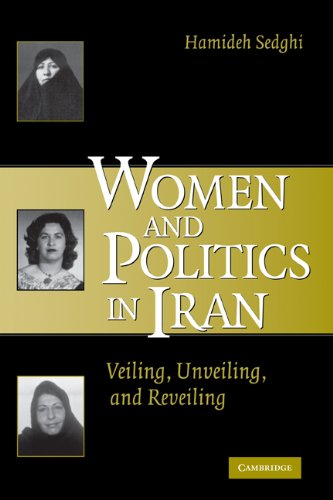 Hamideh Sedghi
WOMEN
AND
POLITICS
IN IRAN
Veiling, Unveiling,
and Reveiling
CAMBRIDGE